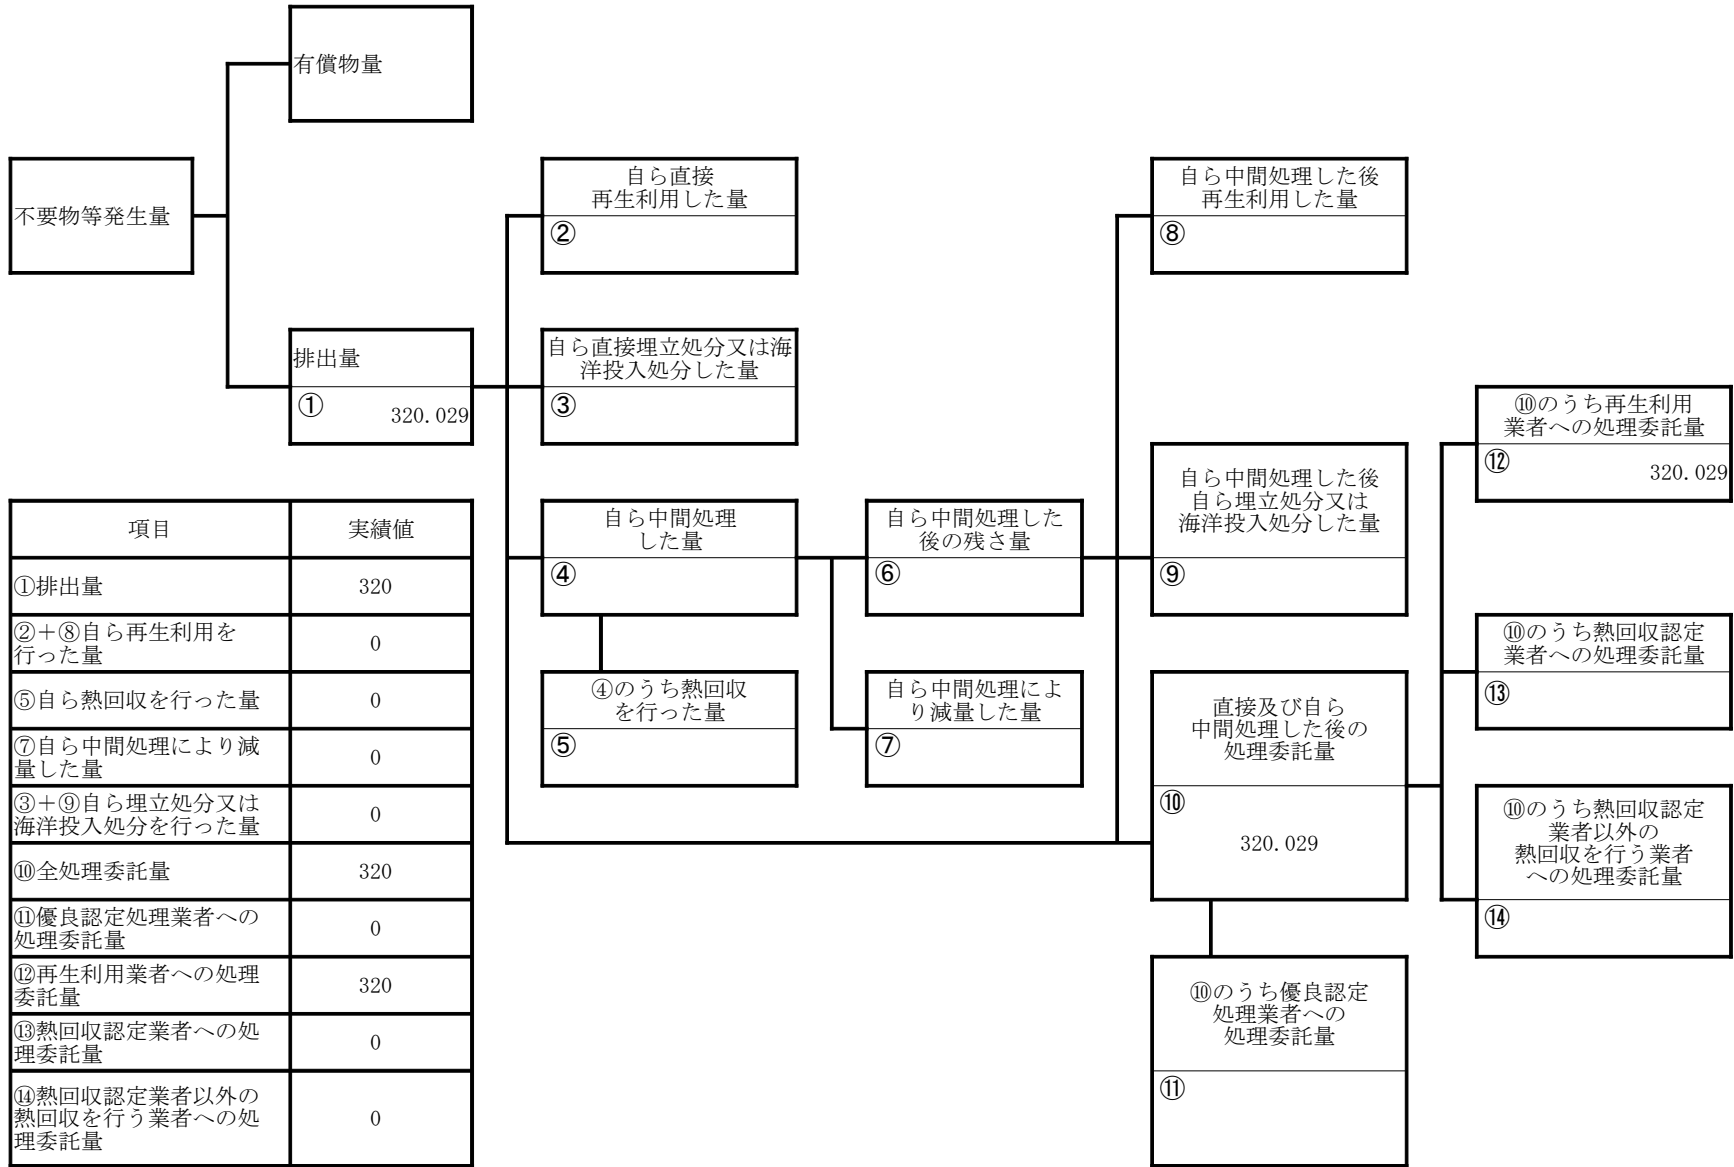 有償物量
不要物等発生量
自ら直接
再生利用した量
②
自ら中間処理した後
再生利用した量
⑧
排出量
①
320.029
自ら直接埋立処分又は海
洋投入処分した量
③
⑩のうち再生利用
業者への処理委託量
⑫
320.029
自ら中間処理
した量
④
自ら中間処理した
後の残さ量
⑥
自ら中間処理した後
自ら埋立処分又は
海洋投入処分した量
⑨
④のうち熱回収
を行った量
⑤
自ら中間処理によ
り減量した量
⑦
直接及び自ら
中間処理した後の
処理委託量
⑩
320.029
⑩のうち熱回収認定
業者への処理委託量
⑬
⑩のうち熱回収認定
業者以外の
熱回収を行う業者
への処理委託量
⑭
⑩のうち優良認定
処理業者への
処理委託量
⑪
項目 実績値
①排出量 320
②+⑧自ら再生利用を
行った量 0
⑤自ら熱回収を行った量 0
⑦自ら中間処理により減
量した量 0
③+⑨自ら埋立処分又は
海洋投入処分を行った量 0
⑩全処理委託量 320
⑪優良認定処理業者への
処理委託量 0
⑫再生利用業者への処理
委託量 320
⑬熱回収認定業者への処
理委託量 0
⑭熱回収認定業者以外の
熱回収を行う業者への処
理委託量 0